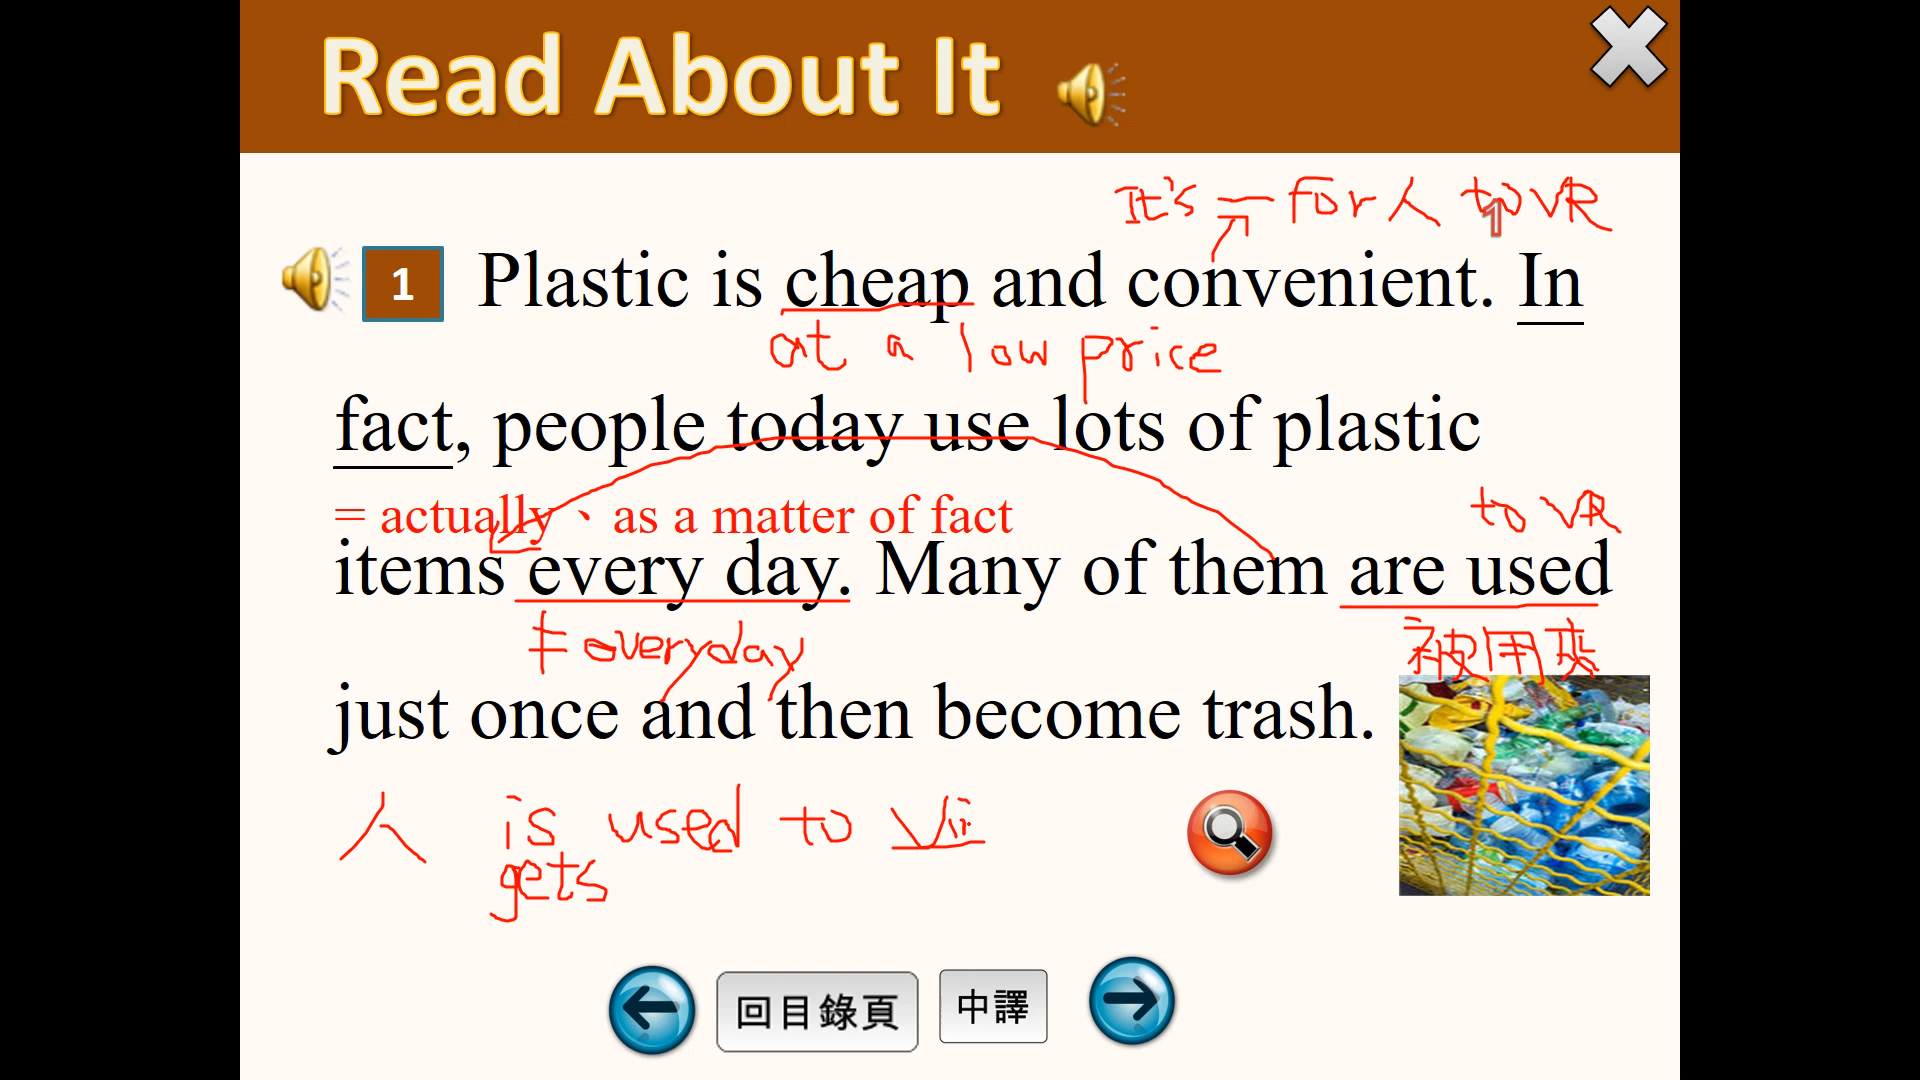 Read About It
It's — for 人 to VR
1
1 Plastic is cheap and convenient. In
at a low price
fact, people today use lots of plastic
= actually、as a matter of fact
to VR
items every day. Many of them are used
≠ everyday
被用來
just once and then become trash.
人 is used to
gets
回目錄頁
中譯